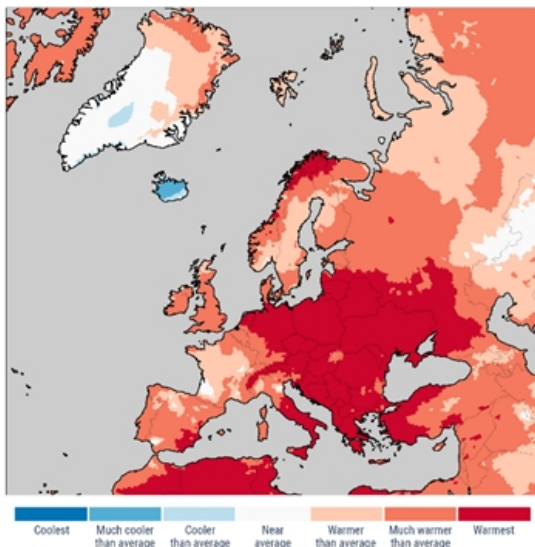 Coolest
Much cooler
than average
Cooler
than average
Near
average
Warmer
than average
Much warmer
than average
Warmest